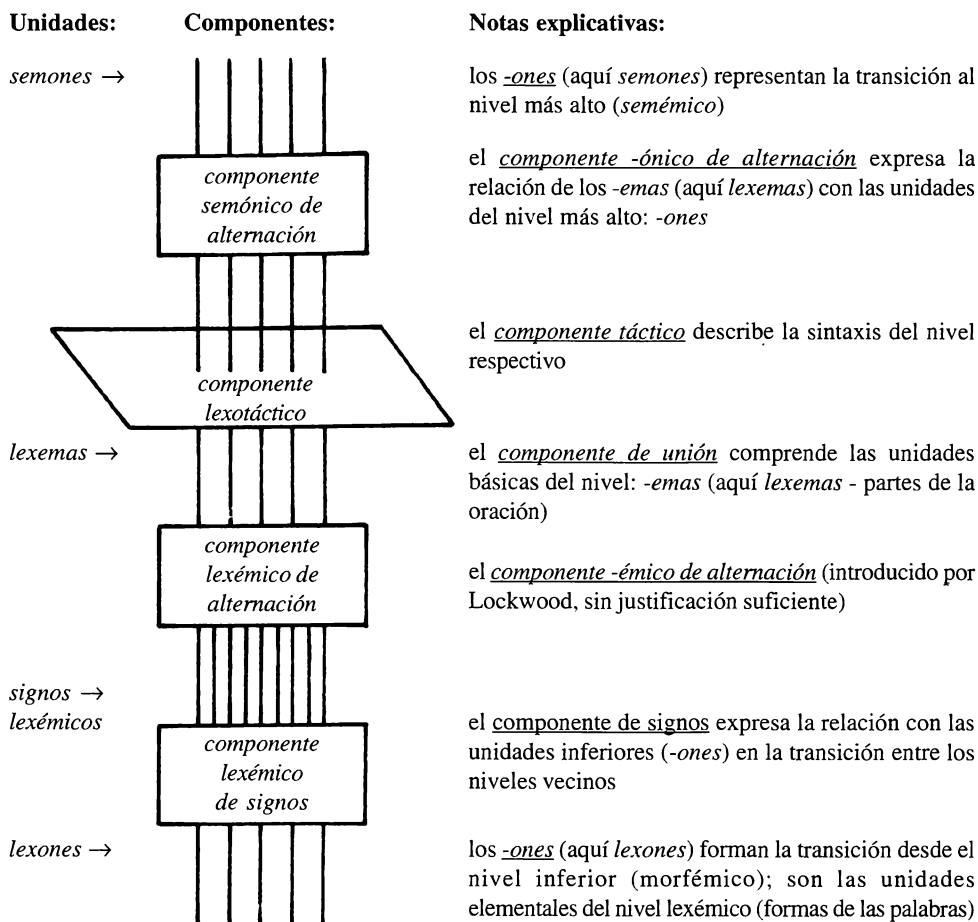 Unidades: Componentes: Notas explicativas:
semones →
los -ones (aquí semones) representan la transición al
nivel más alto (semémico)
componente
semónico de
alternación
el componente -ónico de alternación expresa la
relación de los -emas (aquí lexemas) con las unidades
del nivel más alto: -ones
componente
lexotáctico
el componente táctico describe la sintaxis del nivel
respectivo
lexemas →
el componente de unión comprende las unidades
básicas del nivel: -emas (aquí lexemas - partes de la
oración)
componente
lexémico de
alternación
el componente -émico de alternación (introducido por
Lockwood, sin justificación suficiente)
signos →
lexémicos
componente
lexémico
de signos
el componente de signos expresa la relación con las
unidades inferiores (-ones) en la transición entre los
niveles vecinos
lexones →
los -ones (aquí lexones) forman la transición desde el
nivel inferior (morfémico); son las unidades
elementales del nivel lexémico (formas de las palabras)